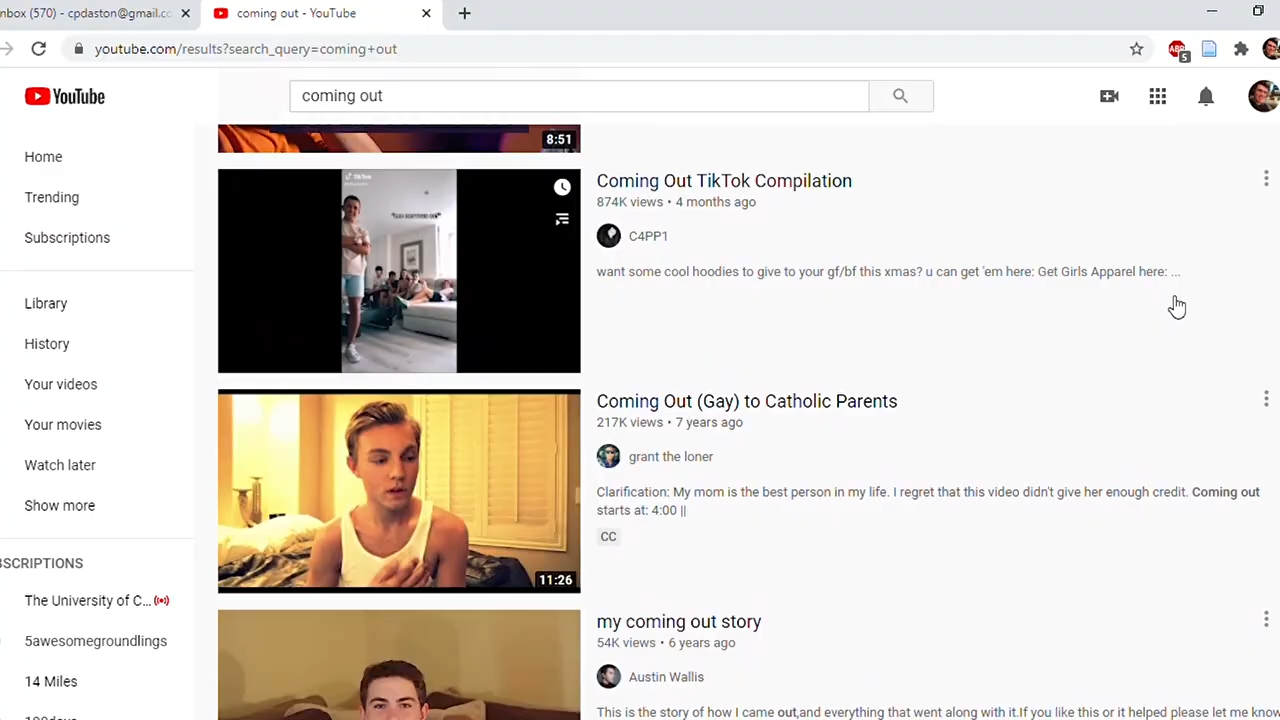 nbox (570) - cpdaston@gmail.co
coming out - YouTube
youtube.com/results?search_query=coming+out
ABP
5
YouTube
coming out
Home
Trending
Subscriptions
Library
History
Your videos
Your movies
Watch later
Show more
BSCRIPTIONS
The University of C...
5awesomegroundlings
14 Miles
100days
8:51
TikTok
Coming Out TikTok Compilation
874K views • 4 months ago
C4PP1
want some cool hoodies to give to your gf/bf this xmas? u can get 'em here: Get Girls Apparel here: ...
11:26
Coming Out (Gay) to Catholic Parents
217K views • 7 years ago
grant the loner
Clarification: My mom is the best person in my life. I regret that this video didn't give her enough credit. Coming out
starts at: 4:00 ||
CC
my coming out story
54K views • 6 years ago
Austin Wallis
This is the story of how I came out,and everything that went along with it.If you like this or it helped please let me know